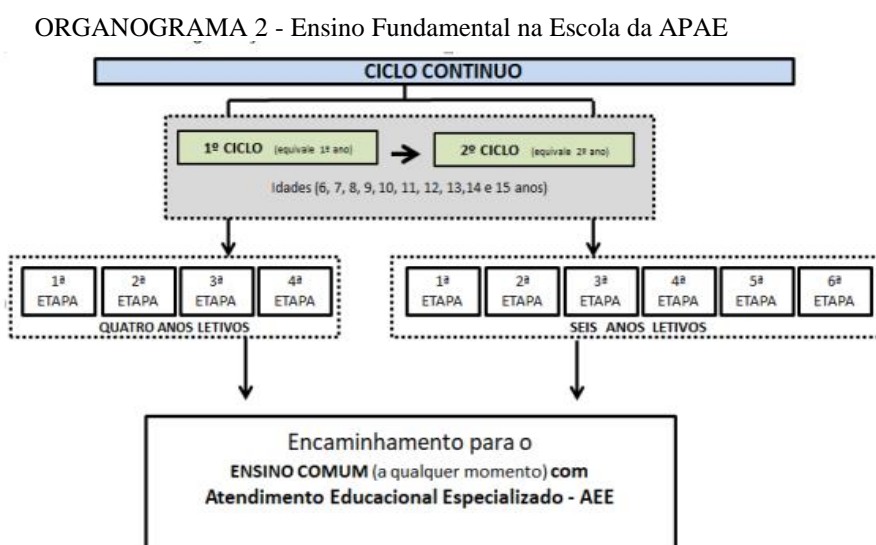 ORGANOGRAMA 2 - Ensino Fundamental na Escola da APAE
CICLO CONTINUO
1º CICLO (equivale 1º ano)
2º CICLO (equivale 2º ano)
Idades (6, 7, 8, 9, 10, 11, 12, 13,14 e 15 anos)
1ª ETAPA
2ª ETAPA
3ª ETAPA
4ª ETAPA
QUATRO ANOS LETIVOS
1ª ETAPA
2ª ETAPA
3ª ETAPA
4ª ETAPA
5ª ETAPA
6ª ETAPA
SEIS ANOS LETIVOS
Encaminhamento para o
ENSINO COMUM (a qualquer momento) com
Atendimento Educacional Especializado - AEE